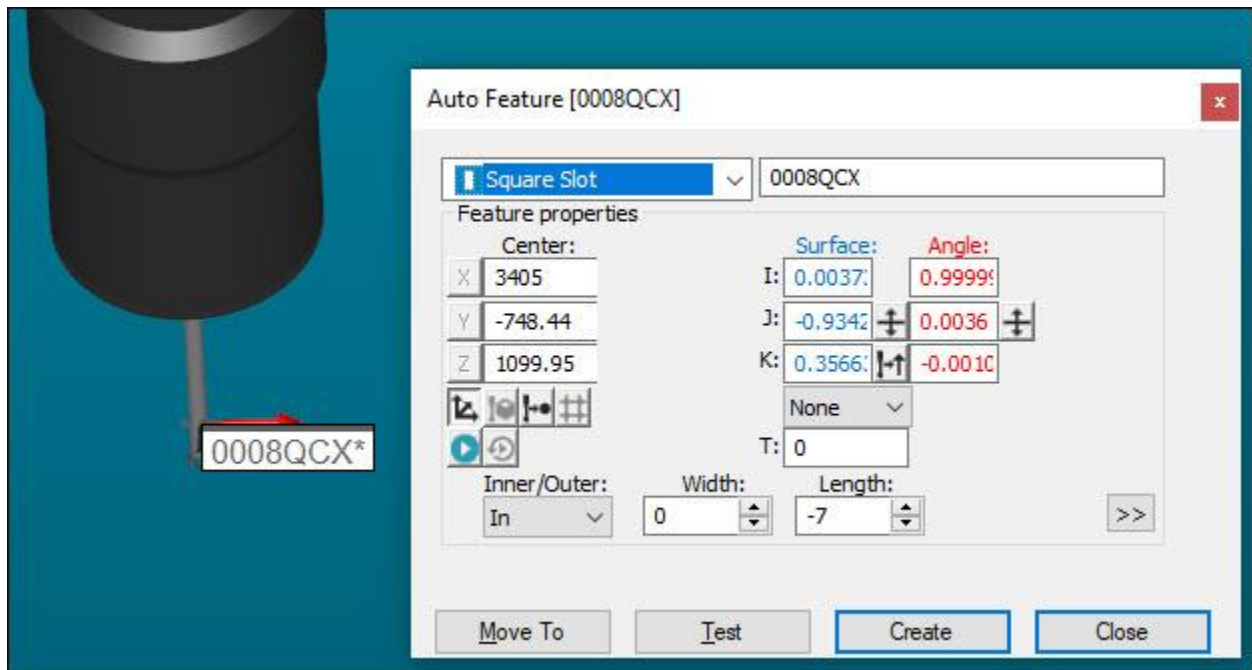 Auto Feature [0008QCX]
x
Square Slot 0008QCX
Feature properties
Center: Surface: Angle:
X 3405 I: 0.0037 0.9999
Y -748.44 J: -0.9342 0.0036
Z 1099.95 K: 0.3566 -0.0010
None
0008QCX*
T: 0
Inner/Outer: Width: Length:
In 0 -7 >>
Move To Test Create Close